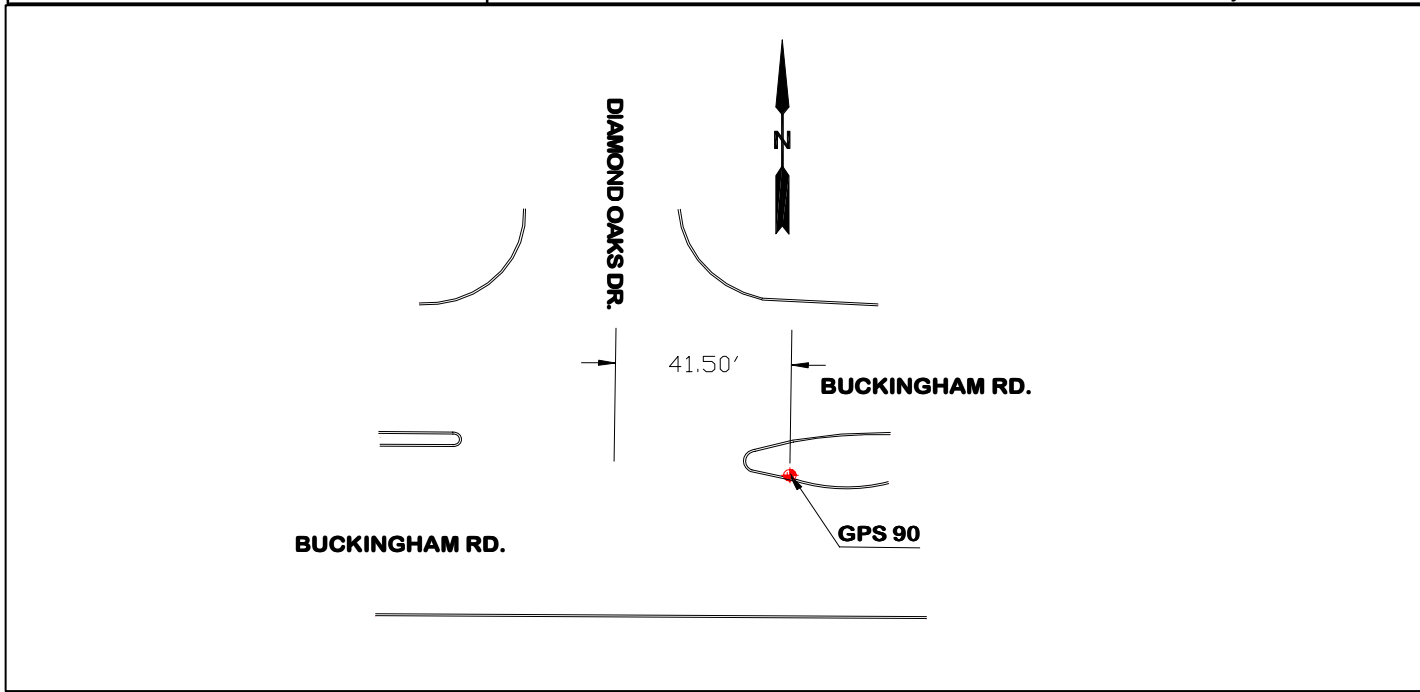 DIAMOND OAKS DR.
N
41.50'
BUCKINGHAM RD.
GPS 90
BUCKINGHAM RD.